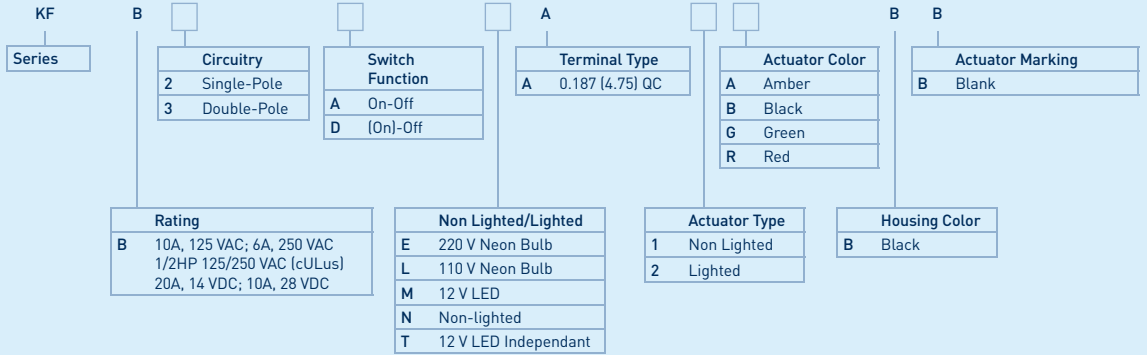 KF B A B B
Series
Circuitry
2 Single-Pole
3 Double-Pole
Switch
Function
A On-Off
D (On)-Off
Terminal Type
A 0.187 (4.75) QC
Actuator Color
A Amber
B Black
G Green
R Red
Actuator Marking
B Blank
Rating
B 10A, 125 VAC; 6A, 250 VAC
1/2HP 125/250 VAC (cULus)
20A, 14 VDC; 10A, 28 VDC
Non Lighted/Lighted
E 220 V Neon Bulb
L 110 V Neon Bulb
M 12 V LED
N Non-lighted
T 12 V LED Independant
Actuator Type
1 Non Lighted
2 Lighted
Housing Color
B Black